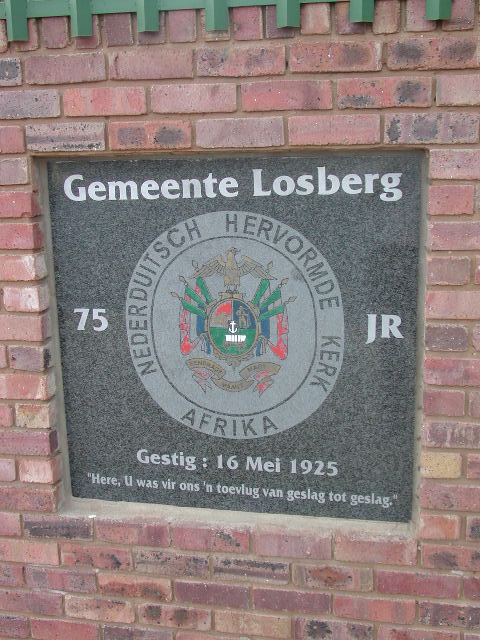 Gemeente Losberg
NEDERDUITSCH HERVORMDE KERK
AFRIKA
75 JR
Gestig : 16 Mei 1925
"Here, U was vir ons 'n toevlug van geslag tot geslag."